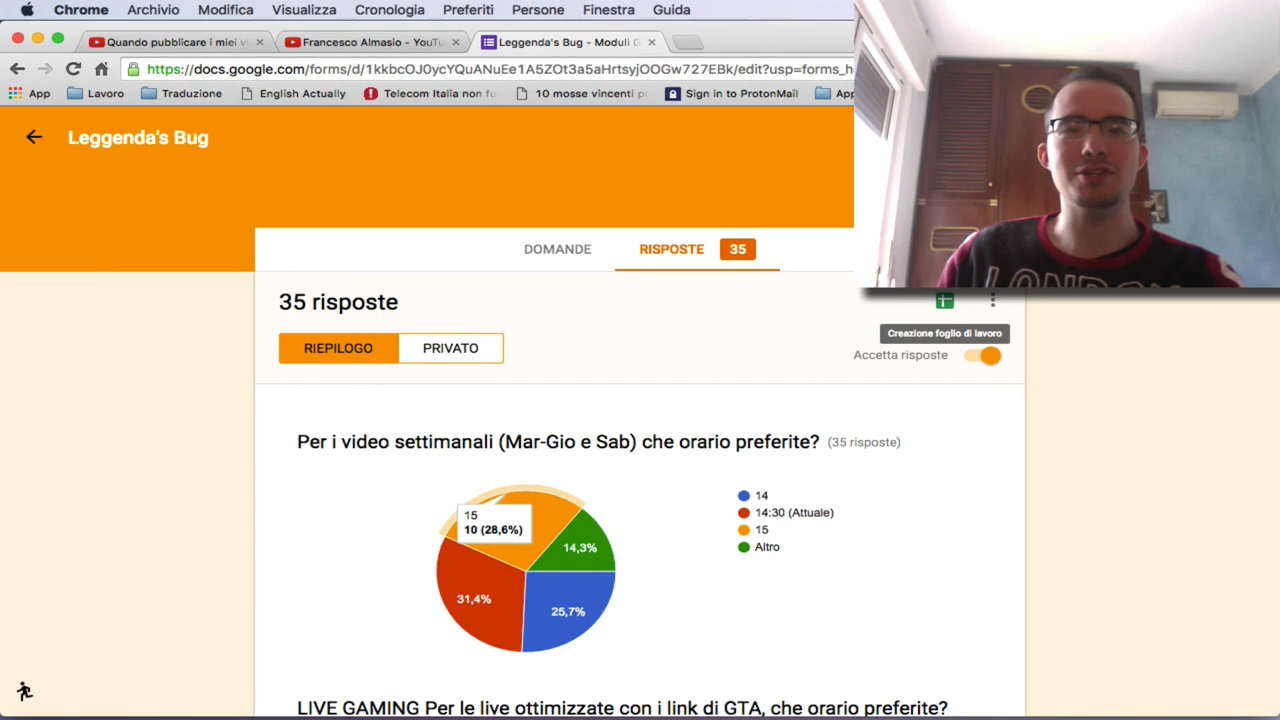 Chrome Archivio Modifica Visualizza Cronologia Preferiti Persone Finestra Guida
Quando pubblicare i miei vi Francesco Almasio - YouTu Leggenda's Bug - Moduli G
https://docs.google.com/forms/d/1kkbcOJ0ycYQuANuEe1A5ZOt3a5aHrtsyjOOGw727EBk/edit?usp=forms_h
App Lavoro Traduzione English Actually Telecom Italia non fu 10 mosse vincenti pe Sign in to ProtonMail App
Leggenda's Bug
DOMANDE RISPOSTE 35
35 risposte
Creazione foglio di lavoro
RIEPILOGO PRIVATO
Accetta risposte
Per i video settimanali (Mar-Gio e Sab) che orario preferite? (35 risposte)
15
10 (28,6%)
14,3%
31,4%
25,7%
14
14:30 (Attuale)
15
Altro
LIVE GAMING Per le live ottimizzate con i link di GTA, che orario preferite?
LONDON